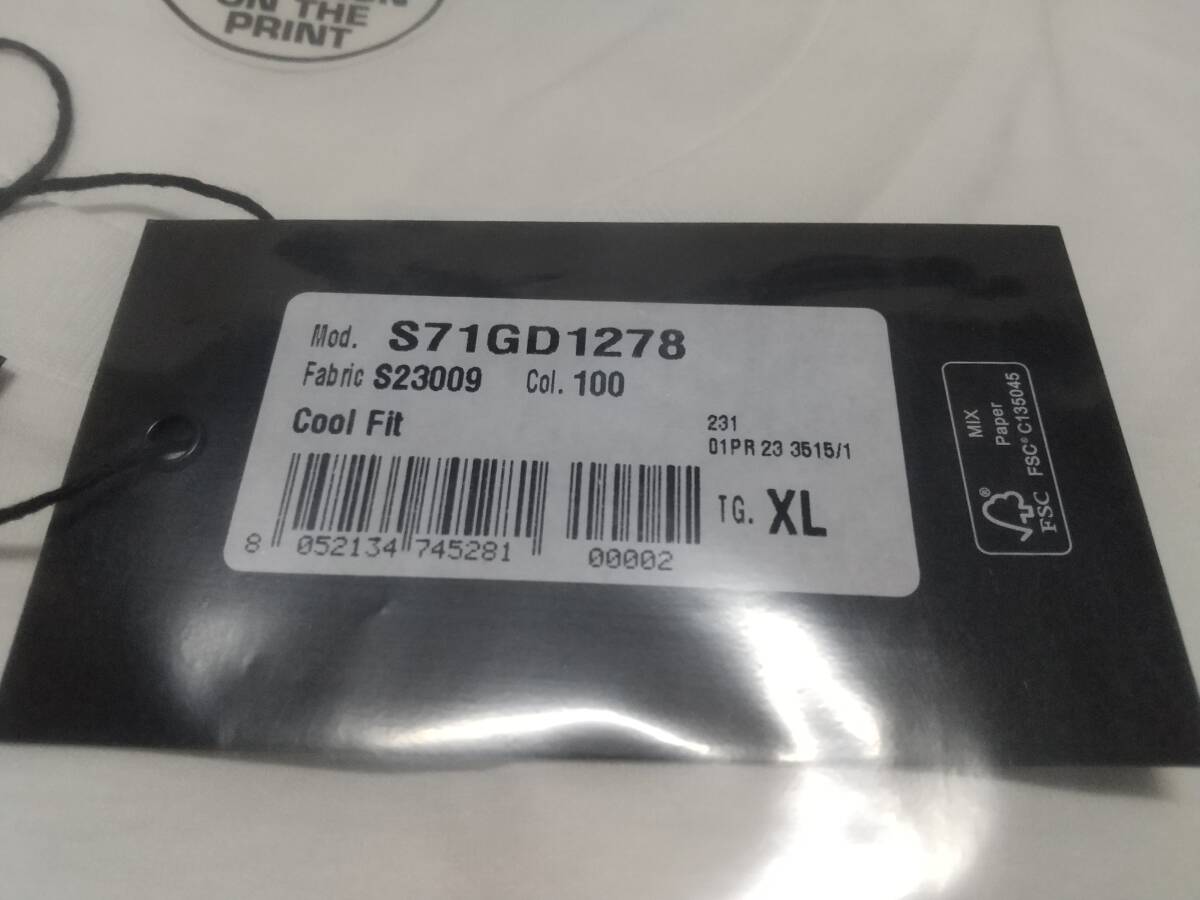 ON THE
PRINT
Mod. S71GD1278
Fabric S23009 Col. 100
Cool Fit
231
01PR 23 3515/1
TG. XL
8 052134 745281 00002
MIX
Paper
FSC® C135045
®
FSC